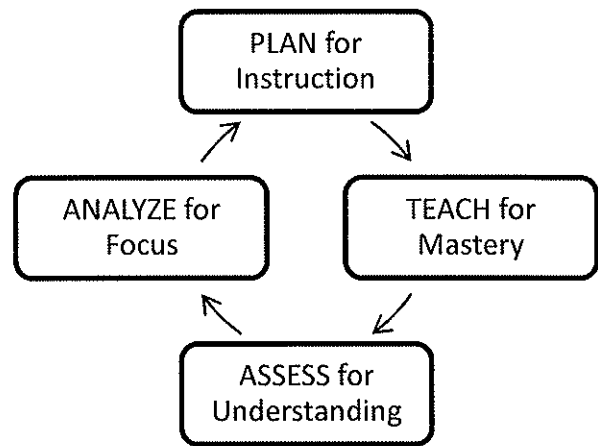 PLAN for
Instruction
ANALYZE for
Focus
TEACH for
Mastery
ASSESS for
Understanding